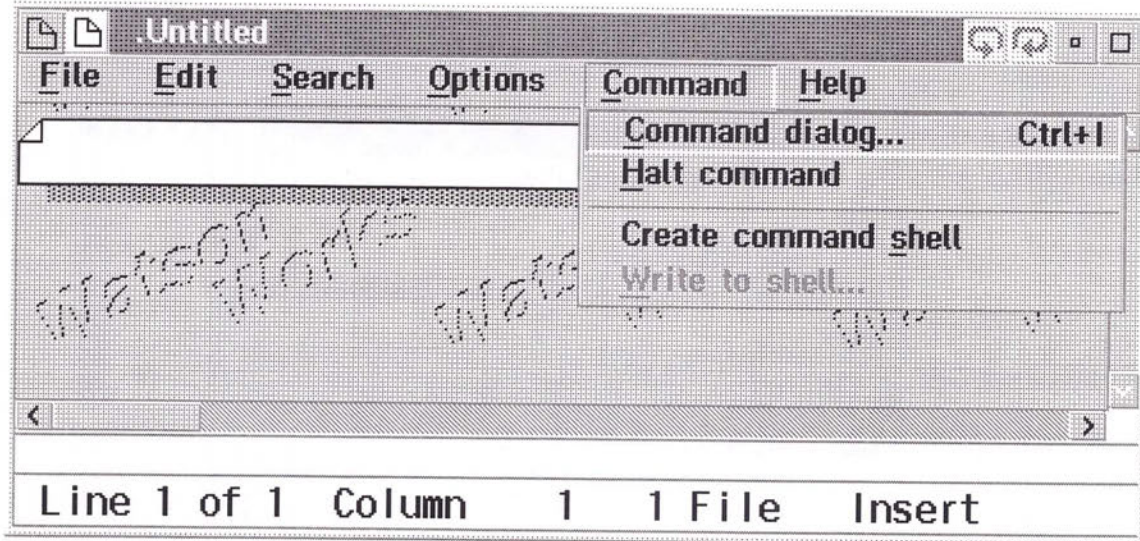 .Untitled
File Edit Search Options Command Help
Command dialog... Ctrl+I
Halt command
Create command shell
Write to shell...
Watson Works
Line 1 of 1 Column 1 1 File Insert